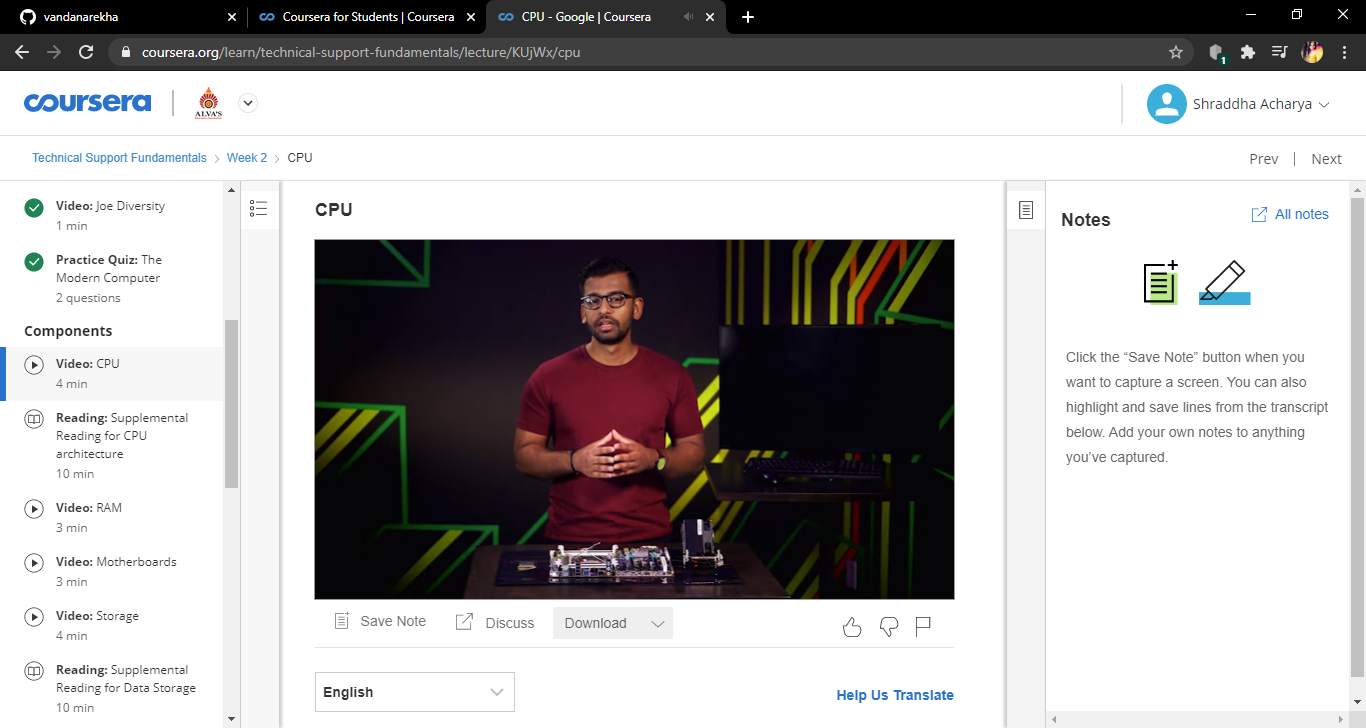 vandanarekha
Coursera for Students | Coursera
CPU - Google | Coursera
coursera.org/learn/technical-support-fundamentals/lecture/KUjWx/cpu
1
coursera
ALVA'S
Shraddha Acharya
Technical Support Fundamentals > Week 2 > CPU
Prev | Next
Video: Joe Diversity
1 min
Practice Quiz: The
Modern Computer
2 questions
Components
Video: CPU
4 min
Reading: Supplemental
Reading for CPU
architecture
10 min
Video: RAM
3 min
Video: Motherboards
3 min
Video: Storage
4 min
Reading: Supplemental
Reading for Data Storage
10 min
CPU
Save Note
Discuss
Download
English
Help Us Translate
Notes
All notes
Click the “Save Note” button when you
want to capture a screen. You can also
highlight and save lines from the transcript
below. Add your own notes to anything
you’ve captured.